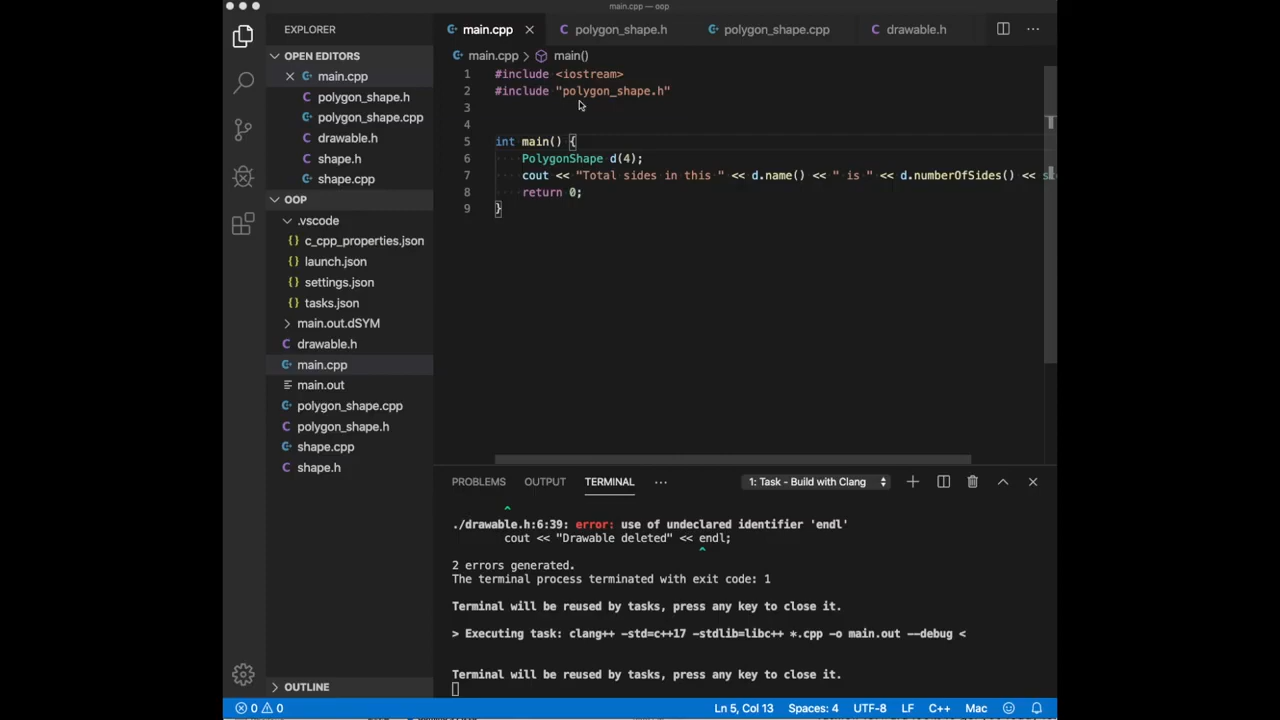 main.cpp — oop
EXPLORER
OPEN EDITORS
main.cpp
polygon_shape.h
polygon_shape.cpp
drawable.h
shape.h
shape.cpp
OOP
.vscode
c_cpp_properties.json
launch.json
settings.json
tasks.json
main.out.dSYM
drawable.h
main.cpp
main.out
polygon_shape.cpp
polygon_shape.h
shape.cpp
shape.h
OUTLINE
main.cpp polygon_shape.h polygon_shape.cpp drawable.h
main.cpp > main()
1 #include <iostream>
2 #include "polygon_shape.h"
3
4
5 int main() {
6 PolygonShape d(4);
7 cout << "Total sides in this " << d.name() << " is " << d.numberOfSides() <<
8 return 0;
9 }
PROBLEMS OUTPUT TERMINAL ··· 1: Task - Build with Clang
^
./drawable.h:6:39: error: use of undeclared identifier 'endl'
cout << "Drawable deleted" << endl;
^
2 errors generated.
The terminal process terminated with exit code: 1
Terminal will be reused by tasks, press any key to close it.
> Executing task: clang++ -std=c++17 -stdlib=libc++ *.cpp -o main.out --debug <
Terminal will be reused by tasks, press any key to close it.
0 0 Ln 5, Col 13 Spaces: 4 UTF-8 LF C++ Mac